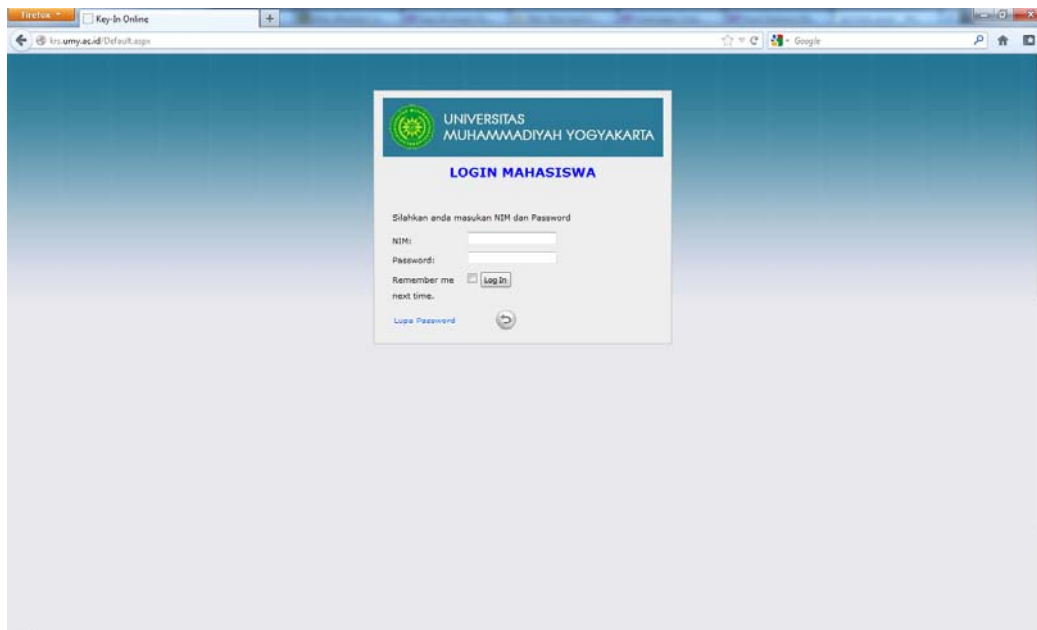 Firefox
Key-In Online
krs.umy.ac.id/Default.aspx
Google
UNIVERSITAS
MUHAMMADIYAH YOGYAKARTA
LOGIN MAHASISWA
Silahkan anda masukan NIM dan Password
NIM:
Password:
Remember me
next time.
Log In
Lupa Password